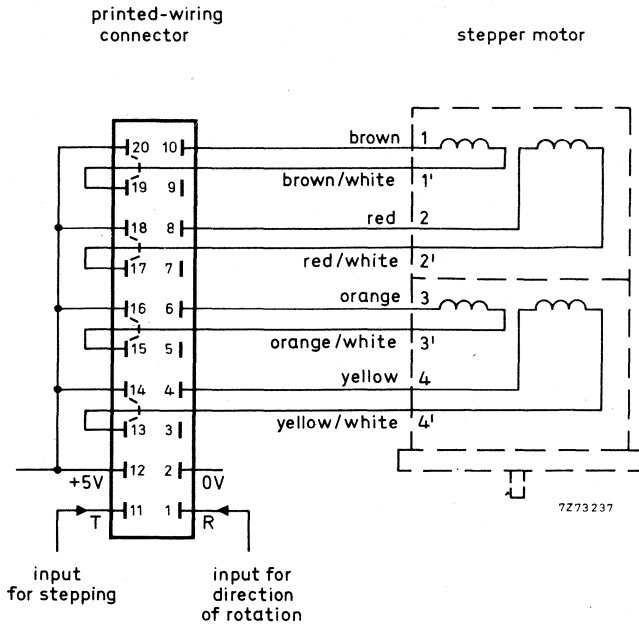 printed-wiring
connector
stepper motor
20 10 brown 1
19 9 brown/white 1'
18 8 red 2
17 7 red/white 2'
16 6 orange 3
15 5 orange/white 3'
14 4 yellow 4
13 3 yellow/white 4'
+5V 12 2 0V
T 11 1 R
7Z73237
input
for stepping
input for
direction
of rotation